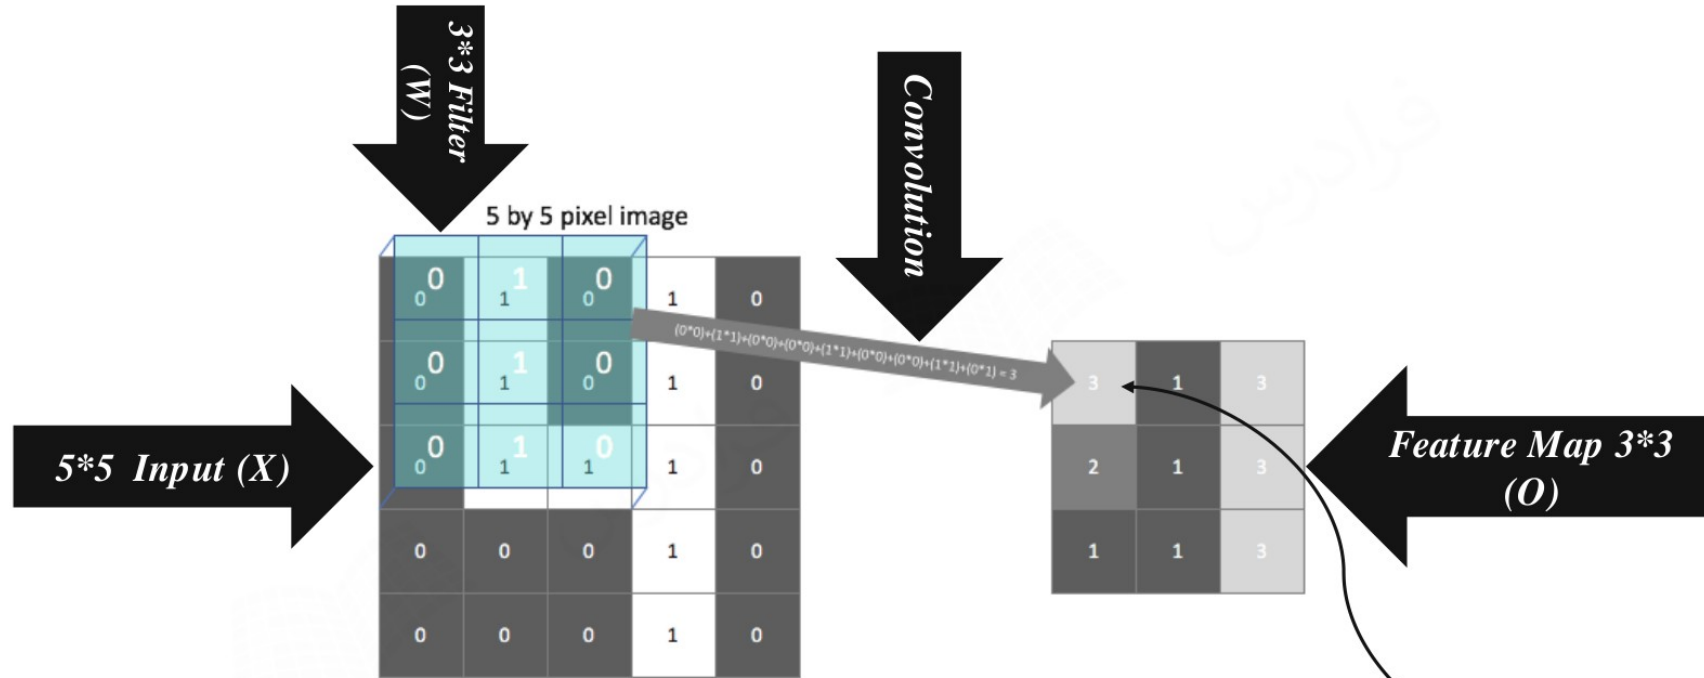 3*3 Filter
(W)
Convolution
5 by 5 pixel image
0 1 0
0 1 0 1 0
0 1 0
0 1 0 1 0
0 1 0
0 1 1 1 0
0 0 0 1 0
0 0 0 1 0
(0*0)+(1*1)+(0*0)+(0*0)+(1*1)+(0*0)+(0*0)+(1*1)+(0*1) = 3
3 1 3
2 1 3
1 1 3
5*5 Input (X)
Feature Map 3*3
(O)
فرادرس